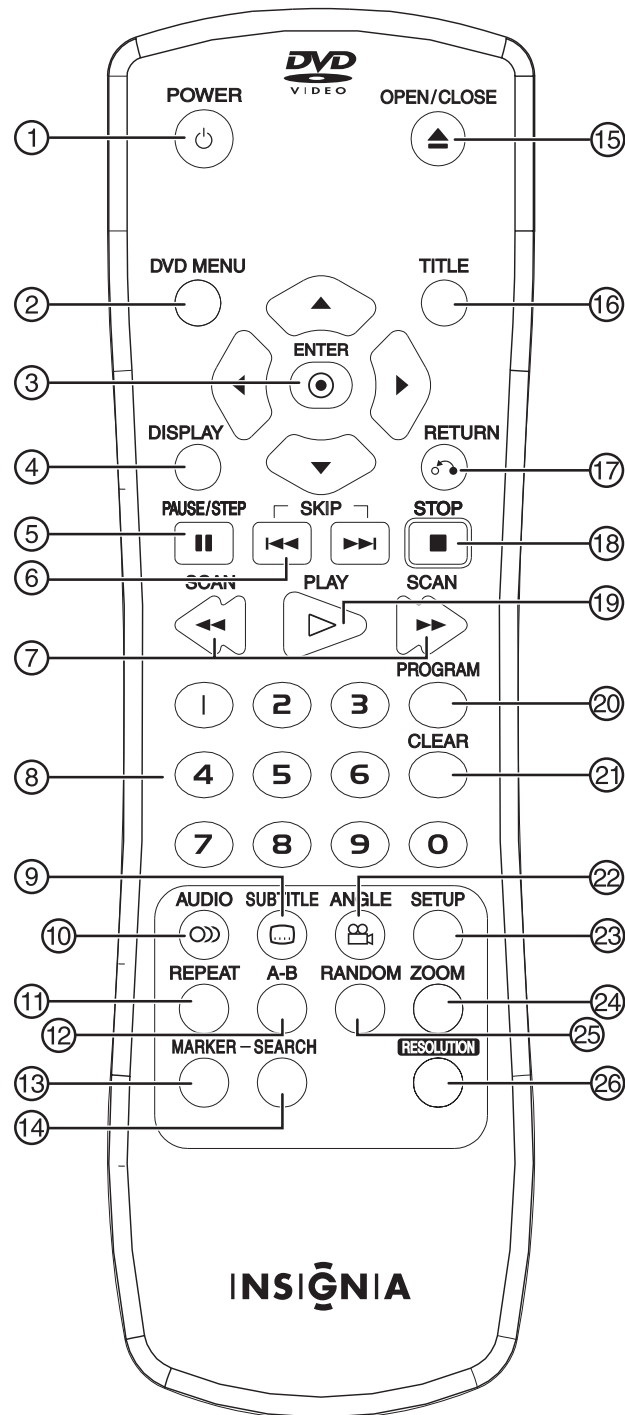 DVD
VIDEO
POWER
OPEN/CLOSE
1
15
DVD MENU
TITLE
2
16
ENTER
3
DISPLAY
RETURN
4
17
PAUSE/STEP
SKIP
STOP
5
18
6
SCAN
PLAY
SCAN
19
7
PROGRAM
1 2 3
20
CLEAR
8
4 5 6
21
7 8 9 0
9
22
AUDIO SUBTITLE ANGLE SETUP
10
23
REPEAT A-B RANDOM ZOOM
11
24
12
25
MARKER – SEARCH
RESOLUTION
13
26
14
INSIGNIA